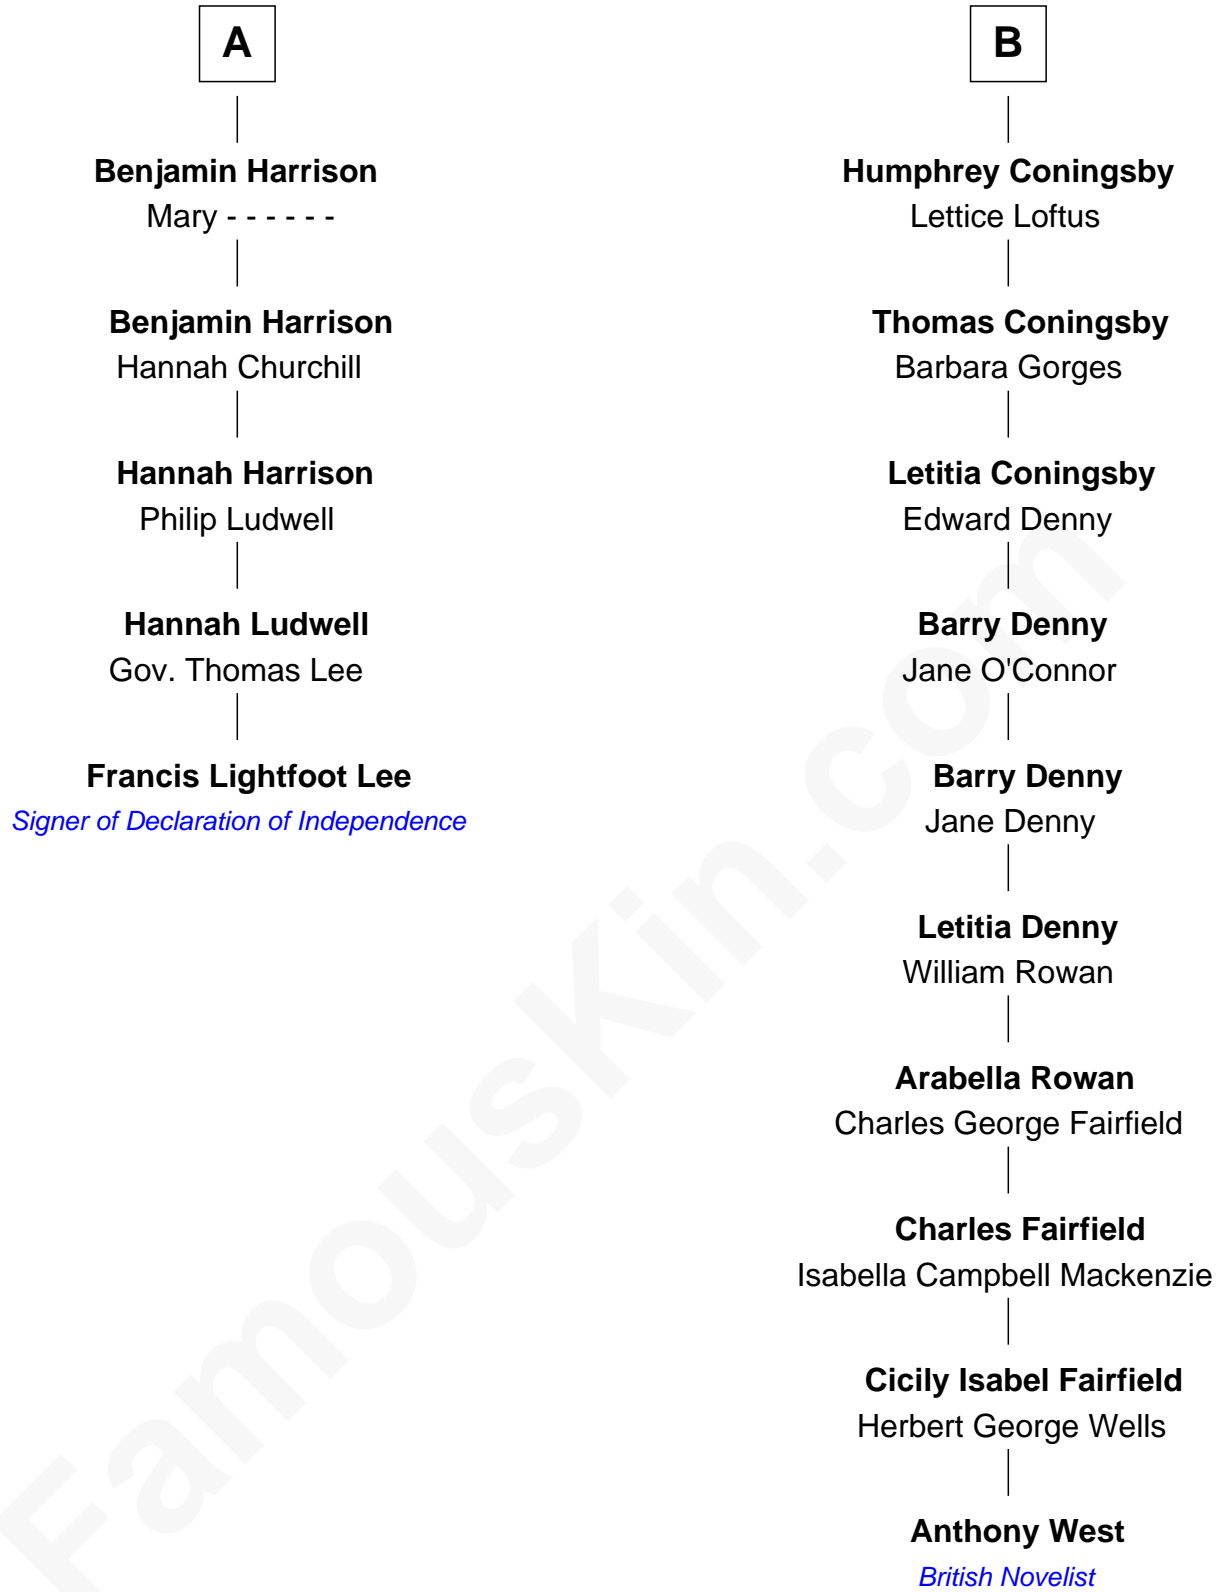 A
Benjamin Harrison
Mary - - - - - -
Benjamin Harrison
Hannah Churchill
Hannah Harrison
Philip Ludwell
Hannah Ludwell
Gov. Thomas Lee
Francis Lightfoot Lee
Signer of Declaration of Independence
B
Humphrey Coningsby
Lettice Loftus
Thomas Coningsby
Barbara Gorges
Letitia Coningsby
Edward Denny
Barry Denny
Jane O'Connor
Barry Denny
Jane Denny
Letitia Denny
William Rowan
Arabella Rowan
Charles George Fairfield
Charles Fairfield
Isabella Campbell Mackenzie
Cicily Isabel Fairfield
Herbert George Wells
Anthony West
British Novelist
FamousKin.com